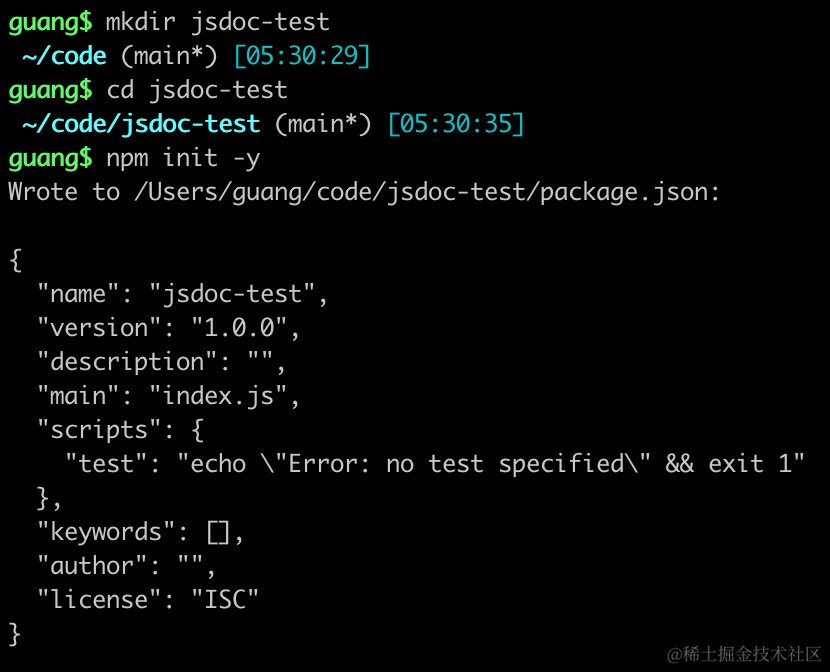 guang$ mkdir jsdoc-test
~/code (main*) [05:30:29]
guang$ cd jsdoc-test
~/code/jsdoc-test (main*) [05:30:35]
guang$ npm init -y
Wrote to /Users/guang/code/jsdoc-test/package.json:
{
"name": "jsdoc-test",
"version": "1.0.0",
"description": "",
"main": "index.js",
"scripts": {
"test": "echo \"Error: no test specified\" && exit 1"
},
"keywords": [],
"author": "",
"license": "ISC"
}
@稀土掘金技术社区